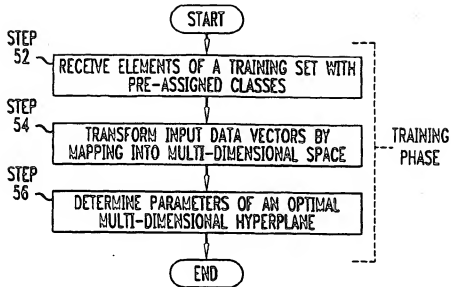 START
STEP
52
RECEIVE ELEMENTS OF A TRAINING SET WITH
PRE-ASSIGNED CLASSES
STEP
54
TRANSFORM INPUT DATA VECTORS BY
MAPPING INTO MULTI-DIMENSIONAL SPACE
TRAINING
PHASE
STEP
56
DETERMINE PARAMETERS OF AN OPTIMAL
MULTI-DIMENSIONAL HYPERPLANE
END